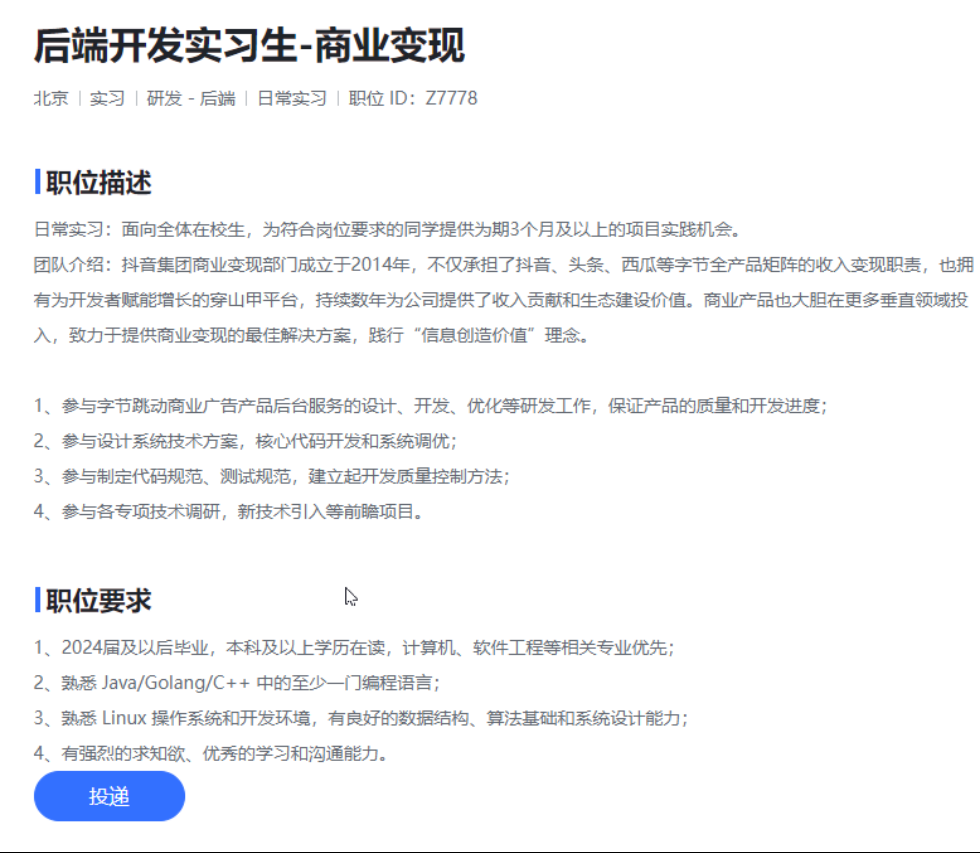 后端开发实习生-商业变现
北京 | 实习 | 研发 - 后端 | 日常实习 | 职位 ID：Z7778
职位描述
日常实习：面向全体在校生，为符合岗位要求的同学提供为期3个月及以上的项目实践机会。
团队介绍：抖音集团商业变现部门成立于2014年，不仅承担了抖音、头条、西瓜等字节全产品矩阵的收入变现职责，也拥
有为开发者赋能增长的穿山甲平台，持续数年为公司提供了收入贡献和生态建设价值。商业产品也大胆在更多垂直领域投
入，致力于提供商业变现的最佳解决方案，践行“信息创造价值”理念。
1、参与字节跳动商业广告产品后台服务的设计、开发、优化等研发工作，保证产品的质量和开发进度；
2、参与设计系统技术方案，核心代码开发和系统调优；
3、参与制定代码规范、测试规范，建立起开发质量控制方法；
4、参与各专项技术调研，新技术引入等前瞻项目。
职位要求
1、2024届及以后毕业，本科及以上学历在读，计算机、软件工程等相关专业优先；
2、熟悉 Java/Golang/C++ 中的至少一门编程语言；
3、熟悉 Linux 操作系统和开发环境，有良好的数据结构、算法基础和系统设计能力；
4、有强烈的求知欲、优秀的学习和沟通能力。
投递